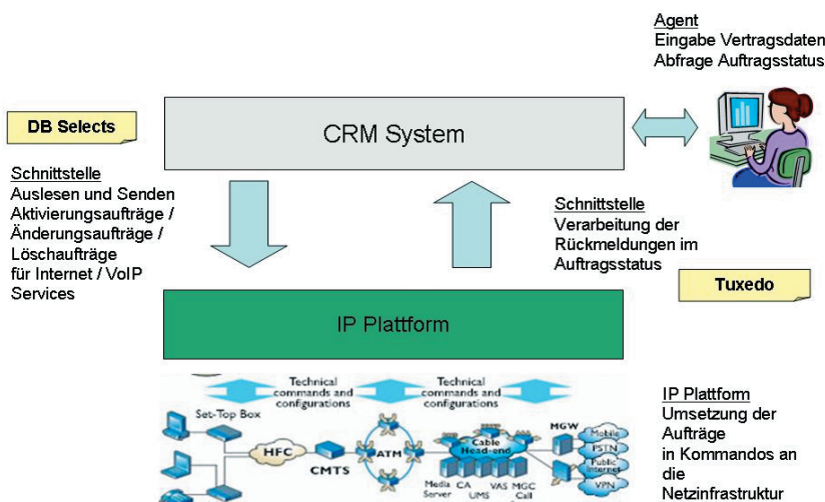 Agent
Eingabe Vertragsdaten
Abfrage Auftragsstatus
DB Selects
CRM System
Schnittstelle
Auslesen und Senden
Aktivierungsaufträge /
Änderungsaufträge /
Löschaufträge
für Internet / VoIP
Services
Schnittstelle
Verarbeitung der
Rückmeldungen im
Auftragsstatus
Tuxedo
IP Plattform
Technical
commands and
configurations
Technical
commands and
configurations
Set-Top Box
HFC
CMTS
ATM
Cable
Head-end
MGW
Mobile
PSTN
Public
Internet
VPN
Media
Server
CA
UMS
VAS
MGC
Call
IP Plattform
Umsetzung der
Aufträge
in Kommandos an
die
Netzinfrastruktur